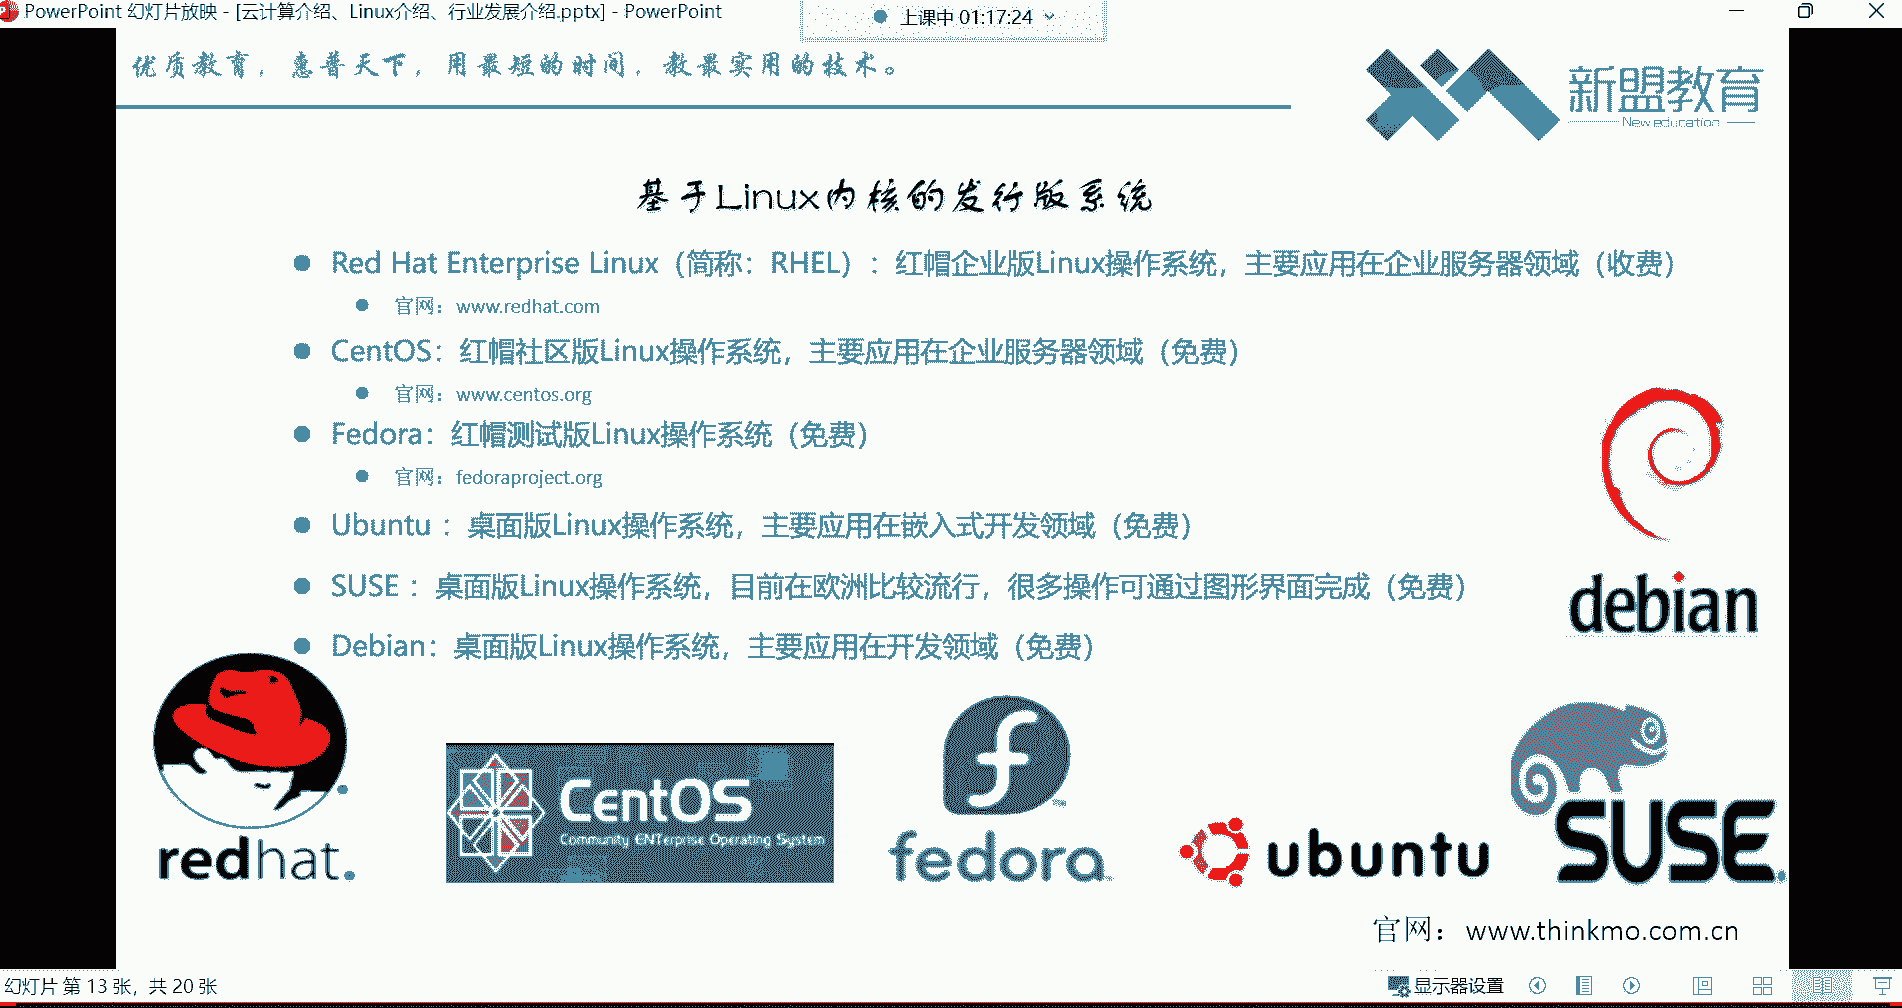 PowerPoint 幻灯片放映 - [云计算介绍、Linux介绍、行业发展介绍.pptx] - PowerPoint
上课中 01:17:24
优质教育，惠普天下，用最短的时间，教最实用的技术。
新盟教育
New education
基于Linux内核的发行版系统
Red Hat Enterprise Linux（简称：RHEL）：红帽企业版Linux操作系统，主要应用在企业服务器领域（收费）
官网：www.redhat.com
CentOS：红帽社区版Linux操作系统，主要应用在企业服务器领域（免费）
官网：www.centos.org
Fedora：红帽测试版Linux操作系统（免费）
官网：fedoraproject.org
Ubuntu ：桌面版Linux操作系统，主要应用在嵌入式开发领域（免费）
SUSE ：桌面版Linux操作系统，目前在欧洲比较流行，很多操作可通过图形界面完成（免费）
Debian：桌面版Linux操作系统，主要应用在开发领域（免费）
debian
redhat.
CentOS
Community ENTerprise Operating System
fedora
ubuntu
SUSE
官网：www.thinkmo.com.cn
幻灯片 第 13 张，共 20 张
显示器设置